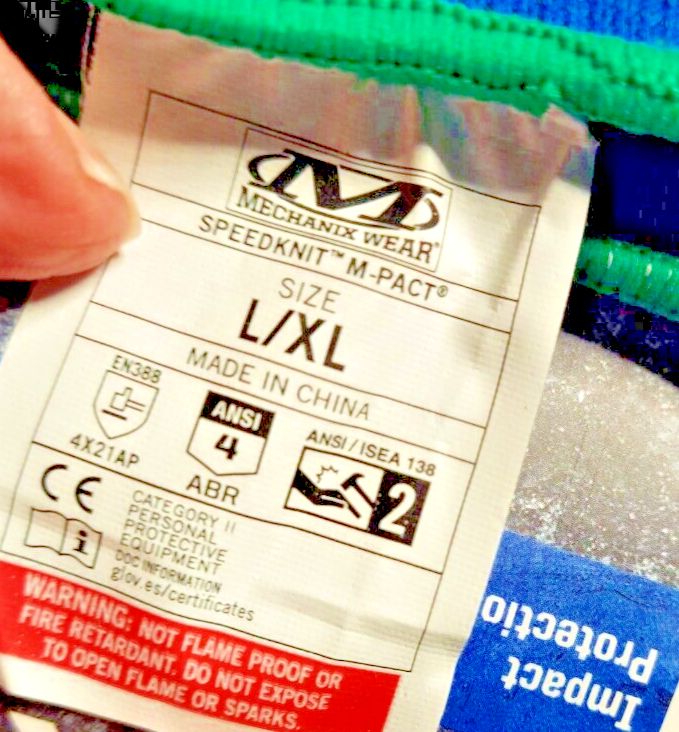 MECHANIX WEAR®
SPEEDKNIT™ M-PACT®
SIZE
L/XL
MADE IN CHINA
EN388
4X21AP
ANSI
4
ABR
ANSI / ISEA 138
2
CE
i
CATEGORY II
PERSONAL
PROTECTIVE
EQUIPMENT
DOC INFORMATION
glov.es/certificates
WARNING: NOT FLAME PROOF OR
FIRE RETARDANT. DO NOT EXPOSE
TO OPEN FLAME OR SPARKS.
Impact
Protectio